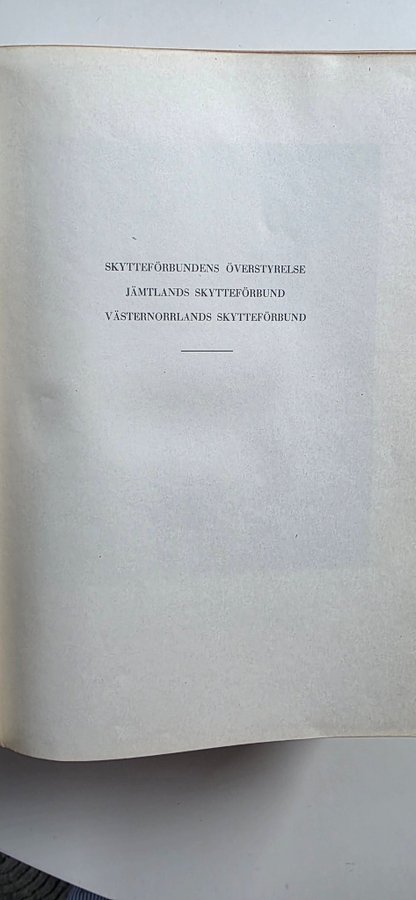 SKYTTEFÖRBUNDENS ÖVERSTYRELSE
JÄMTLANDS SKYTTEFÖRBUND
VÄSTERNORRLANDS SKYTTEFÖRBUND